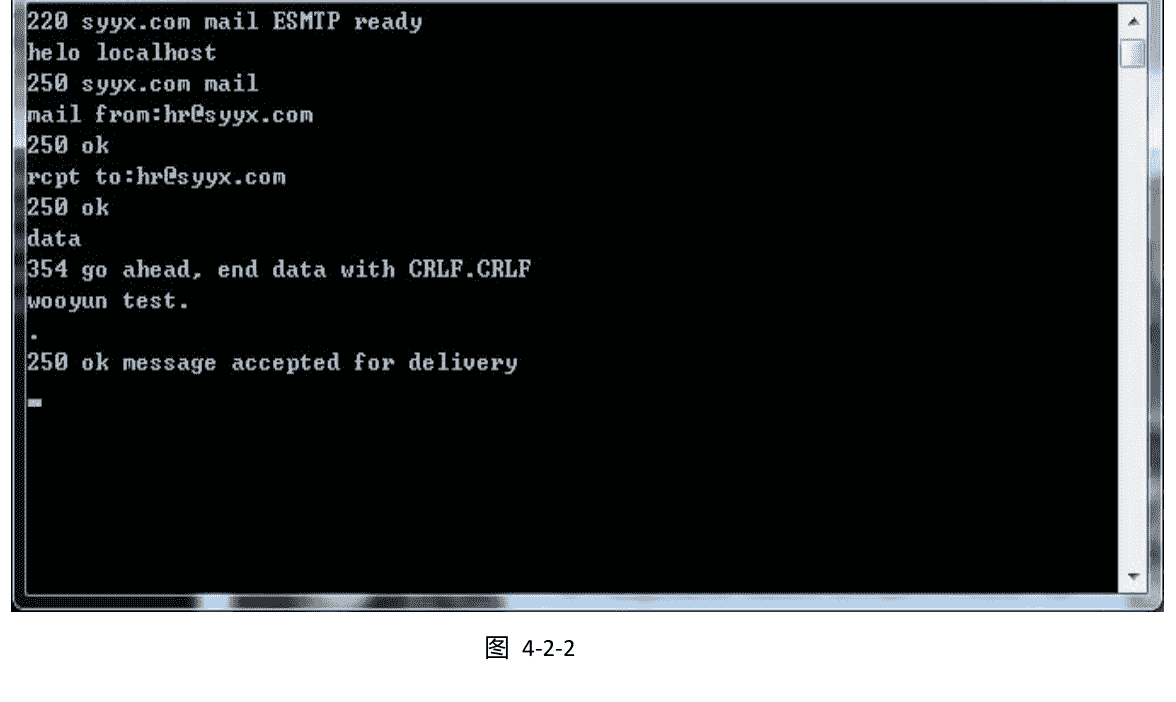 220 syyx.com mail ESMTP ready
helo localhost
250 syyx.com mail
mail from:hr@syyx.com
250 ok
rcpt to:hr@syyx.com
250 ok
data
354 go ahead, end data with CRLF.CRLF
wooyun test.
.
250 ok message accepted for delivery
图 4-2-2